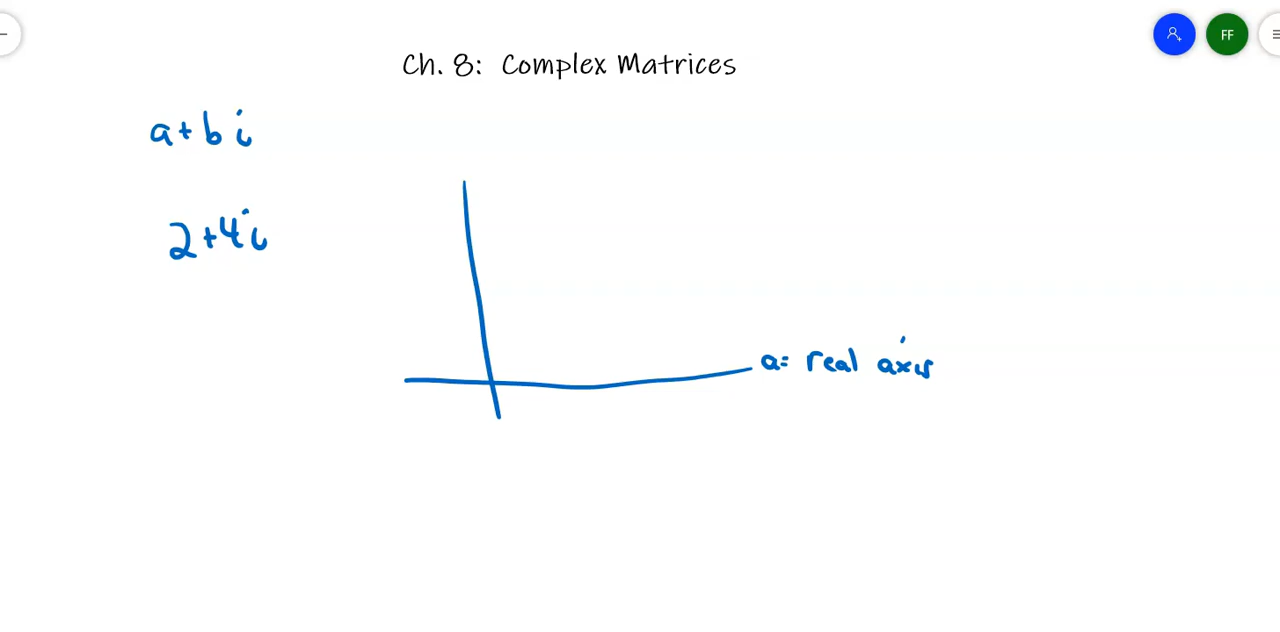 FF
Ch. 8: Complex Matrices
a+bi
2+4i
a= real axis